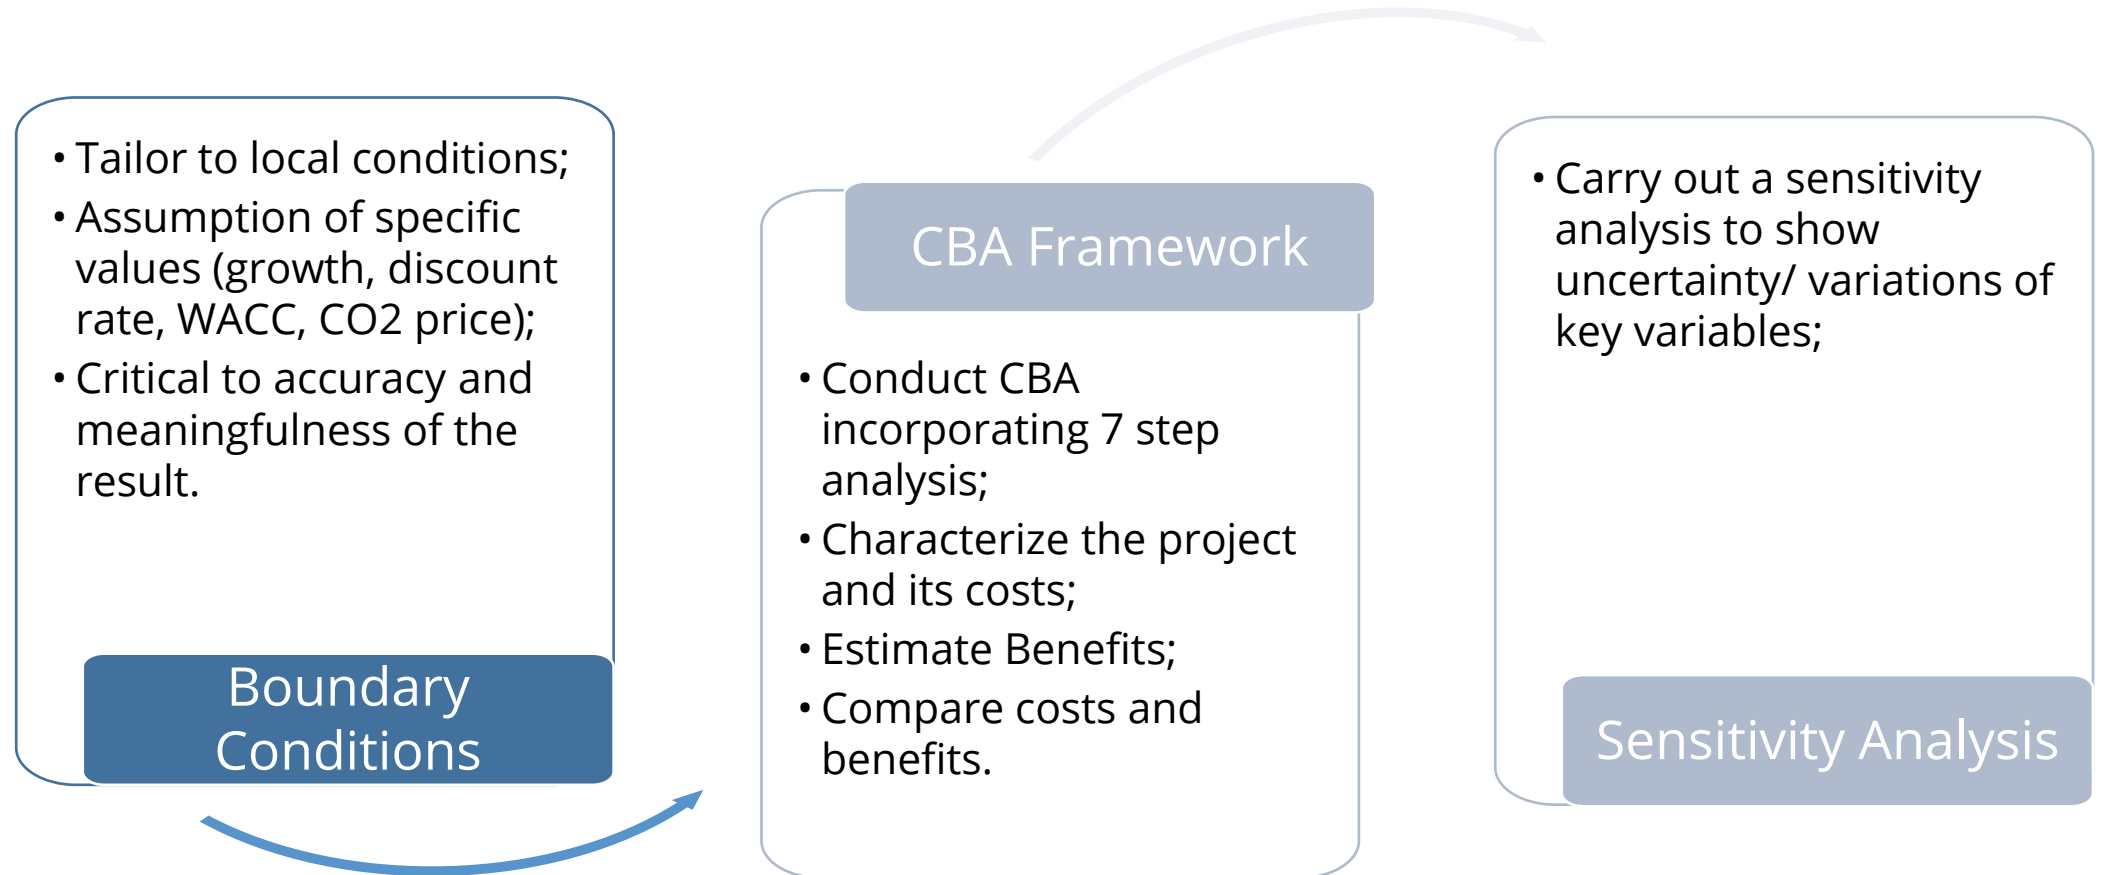 • Tailor to local conditions;
• Assumption of specific
values (growth, discount
rate, WACC, CO2 price);
• Critical to accuracy and
meaningfulness of the
result.
Boundary
Conditions
CBA Framework
• Conduct CBA
incorporating 7 step
analysis;
• Characterize the project
and its costs;
• Estimate Benefits;
• Compare costs and
benefits.
• Carry out a sensitivity
analysis to show
uncertainty/ variations of
key variables;
Sensitivity Analysis